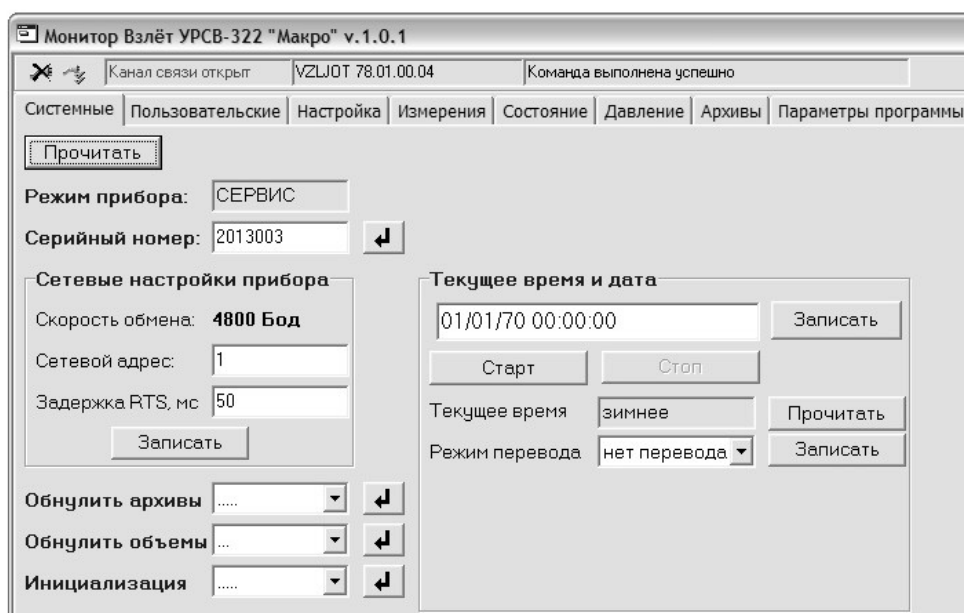 Монитор Взлёт УРСВ-322 "Макро" v.1.0.1
Канал связи открыт VZLJOT 78.01.00.04 Команда выполнена успешно
Системные Пользовательские Настройка Измерения Состояние Давление Архивы Параметры программы
Прочитать
Режим прибора: СЕРВИС
Серийный номер: 2013003
Сетевые настройки прибора
Скорость обмена: 4800 Бод
Сетевой адрес: 1
Задержка RTS, мс 50
Записать
Текущее время и дата
01/01/70 00:00:00 Записать
Старт Стоп
Текущее время зимнее Прочитать
Режим перевода нет перевода Записать
Обнулить архивы .....
Обнулить объемы ...
Инициализация .....